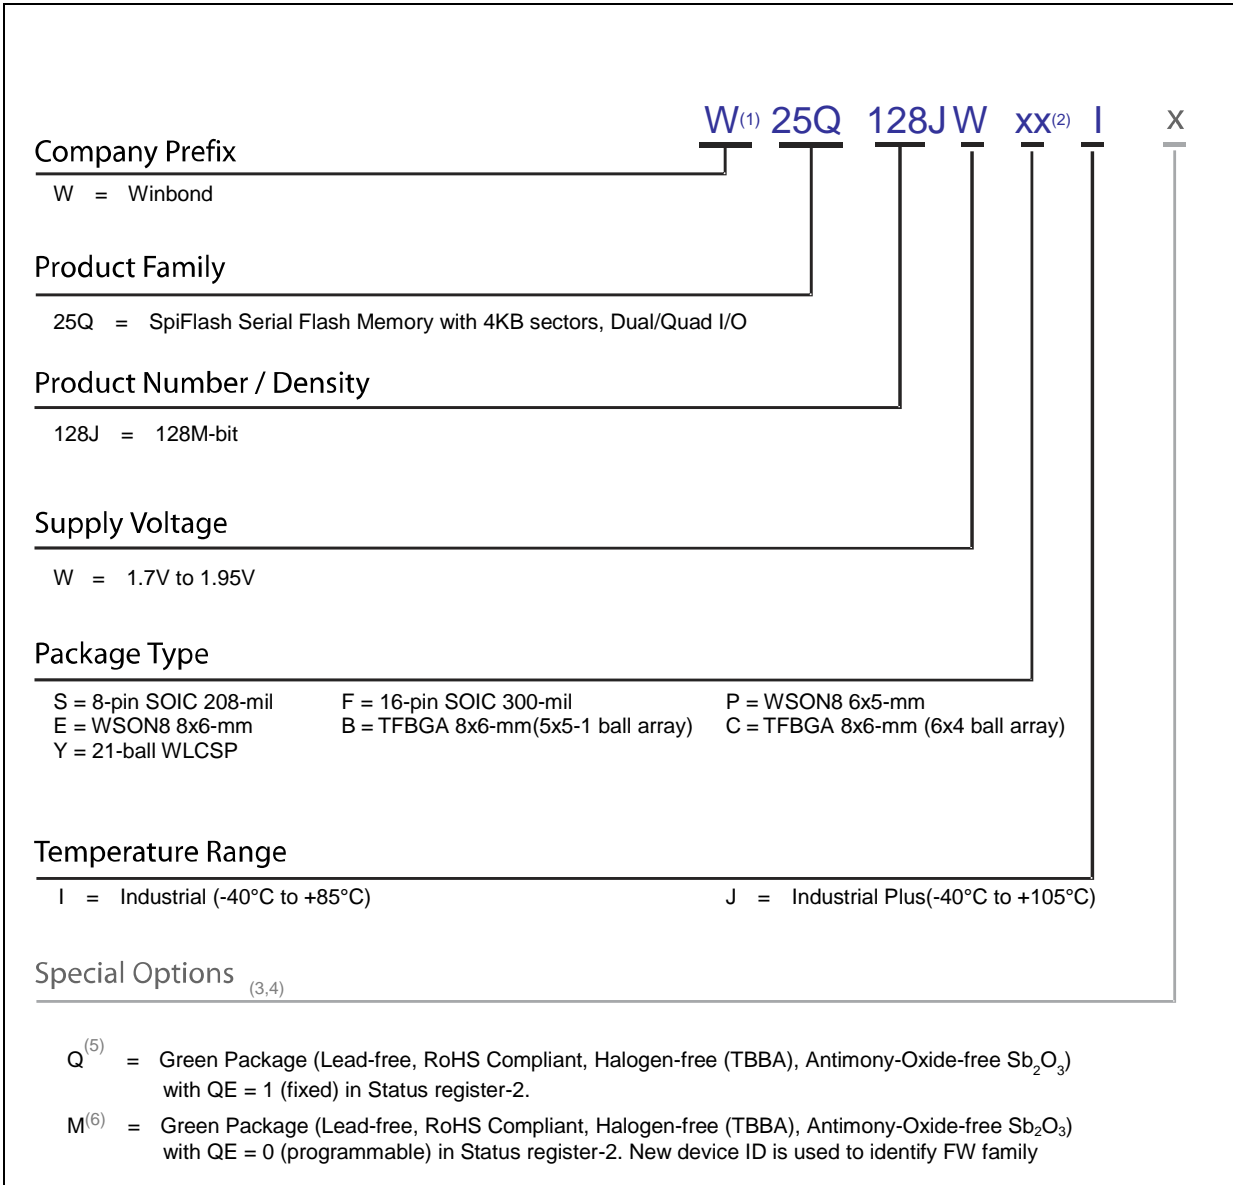 W(1) 25Q 128J W xx(2) I x
Company Prefix
W = Winbond
Product Family
25Q = SpiFlash Serial Flash Memory with 4KB sectors, Dual/Quad I/O
Product Number / Density
128J = 128M-bit
Supply Voltage
W = 1.7V to 1.95V
Package Type
S = 8-pin SOIC 208-mil F = 16-pin SOIC 300-mil P = WSON8 6x5-mm
E = WSON8 8x6-mm B = TFBGA 8x6-mm(5x5-1 ball array) C = TFBGA 8x6-mm (6x4 ball array)
Y = 21-ball WLCSP
Temperature Range
I = Industrial (-40°C to +85°C) J = Industrial Plus(-40°C to +105°C)
Special Options (3,4)
Q(5) = Green Package (Lead-free, RoHS Compliant, Halogen-free (TBBA), Antimony-Oxide-free Sb2O3)
with QE = 1 (fixed) in Status register-2.
M(6) = Green Package (Lead-free, RoHS Compliant, Halogen-free (TBBA), Antimony-Oxide-free Sb2O3)
with QE = 0 (programmable) in Status register-2. New device ID is used to identify FW family